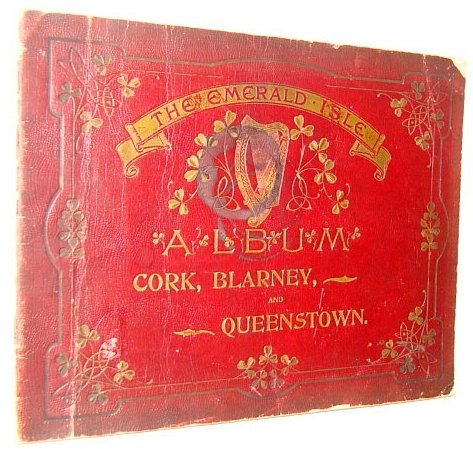 THE EMERALD · ISLE
ALBUM
CORK, BLARNEY,
AND
QUEENSTOWN.